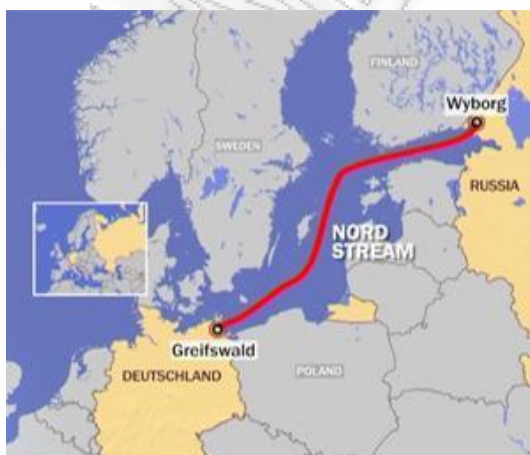 FINLAND
Wyborg
SWEDEN
RUSSIA
NORD
STREAM
Greifswald
DEUTSCHLAND
POLAND